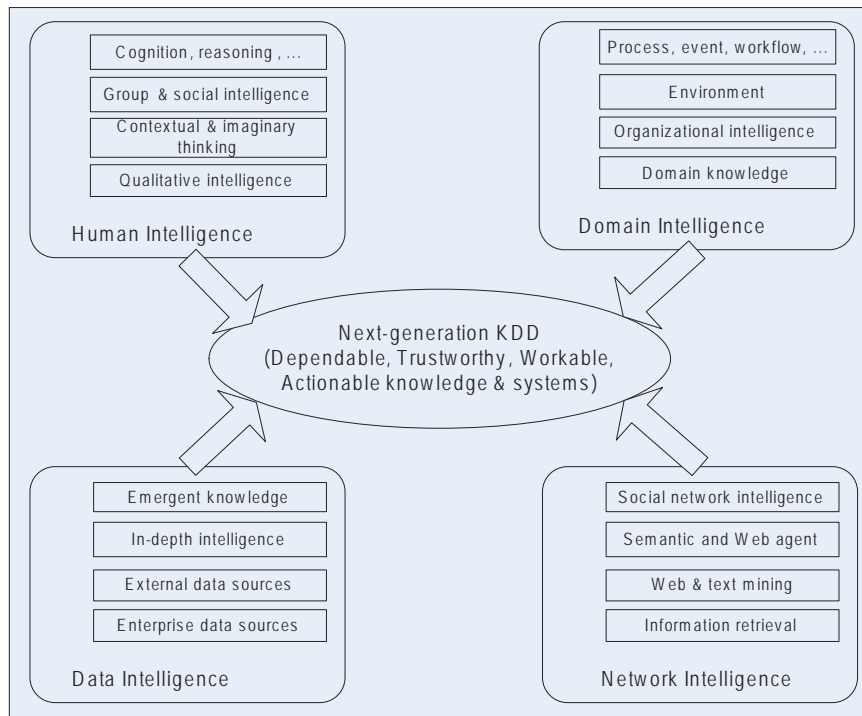 Cognition, reasoning , ...
Group & social intelligence
Contextual & imaginary
thinking
Qualitative intelligence
Human Intelligence
Process, event, workflow, ...
Environment
Organizational intelligence
Domain knowledge
Domain Intelligence
Next-generation KDD
(Dependable, Trustworthy, Workable,
Actionable knowledge & systems)
Emergent knowledge
In-depth intelligence
External data sources
Enterprise data sources
Data Intelligence
Social network intelligence
Semantic and Web agent
Web & text mining
Information retrieval
Network Intelligence